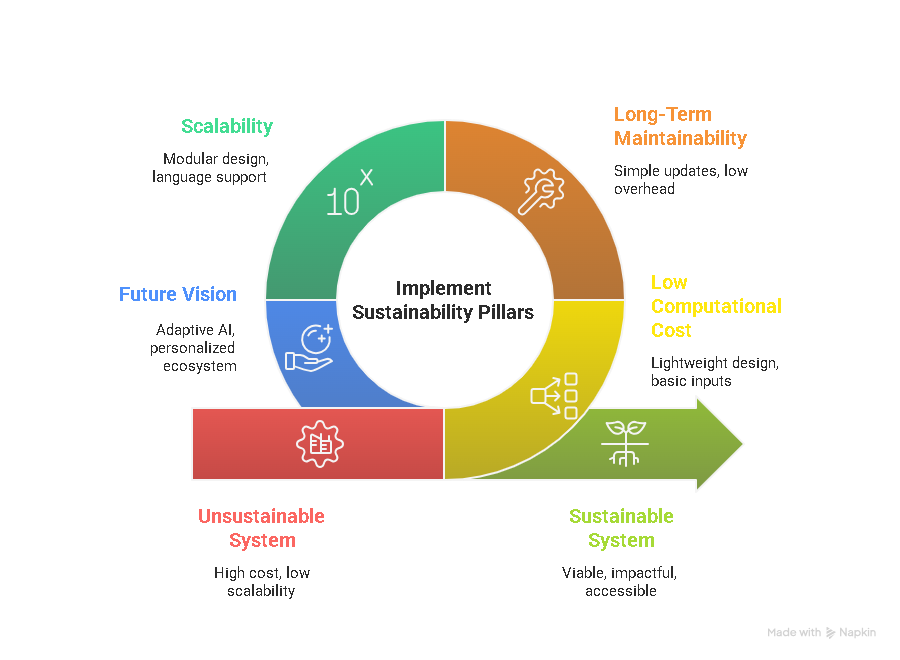 Scalability
Modular design,
language support
10^x
Long-Term
Maintainability
Simple updates, low
overhead
Future Vision
Adaptive AI,
personalized
ecosystem
Implement
Sustainability Pillars
Low
Computational
Cost
Lightweight design,
basic inputs
Unsustainable
System
High cost, low
scalability
Sustainable
System
Viable, impactful,
accessible
Made with Napkin